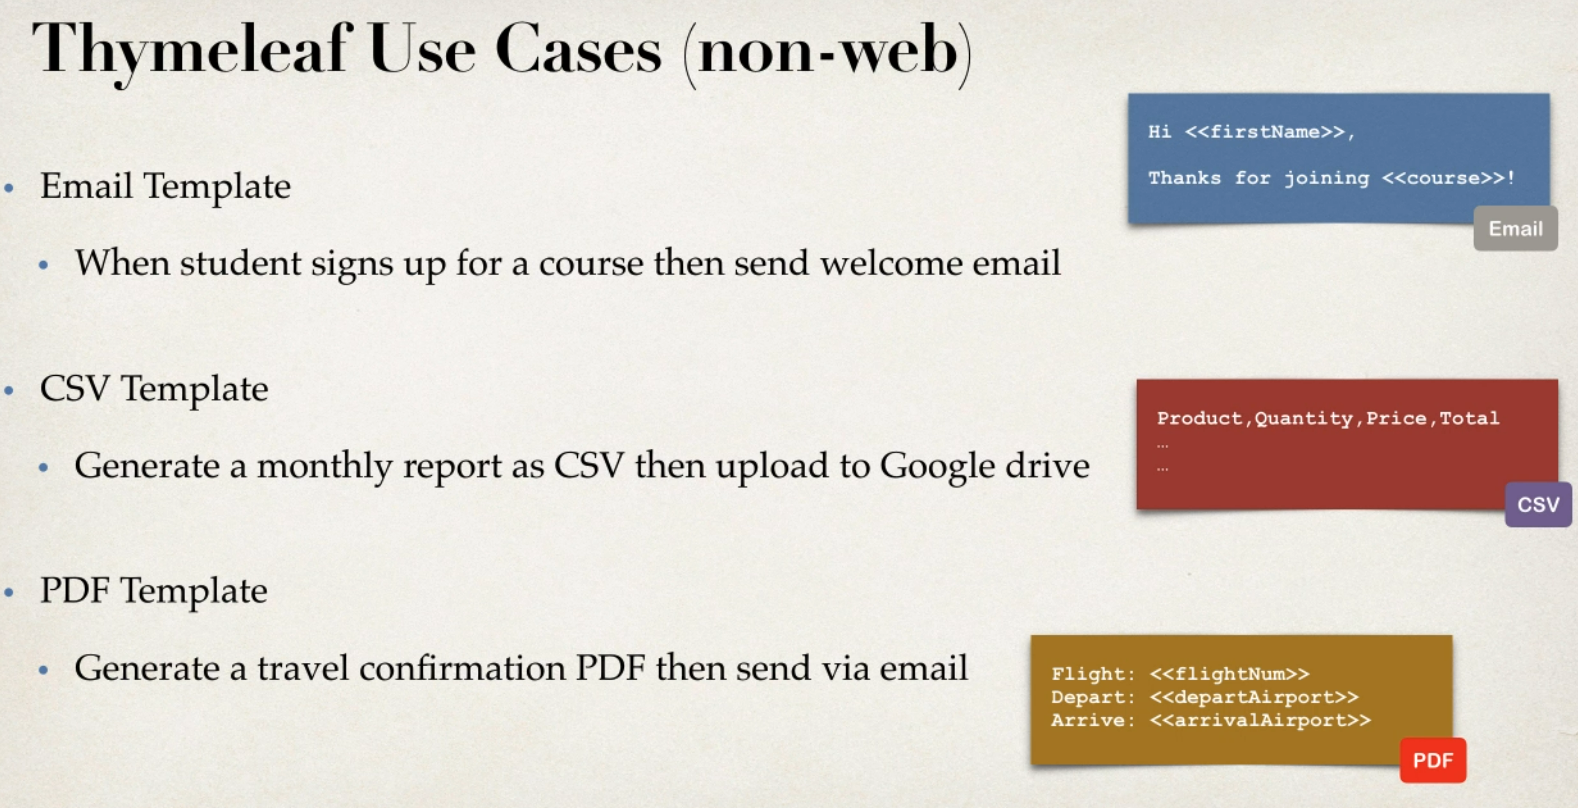 Thymeleaf Use Cases (non-web)
• Email Template
• When student signs up for a course then send welcome email
Hi <<firstName>>,
Thanks for joining <<course>>!
Email
• CSV Template
• Generate a monthly report as CSV then upload to Google drive
Product,Quantity,Price,Total
…
…
CSV
• PDF Template
• Generate a travel confirmation PDF then send via email
Flight: <<flightNum>>
Depart: <<departAirport>>
Arrive: <<arrivalAirport>>
PDF